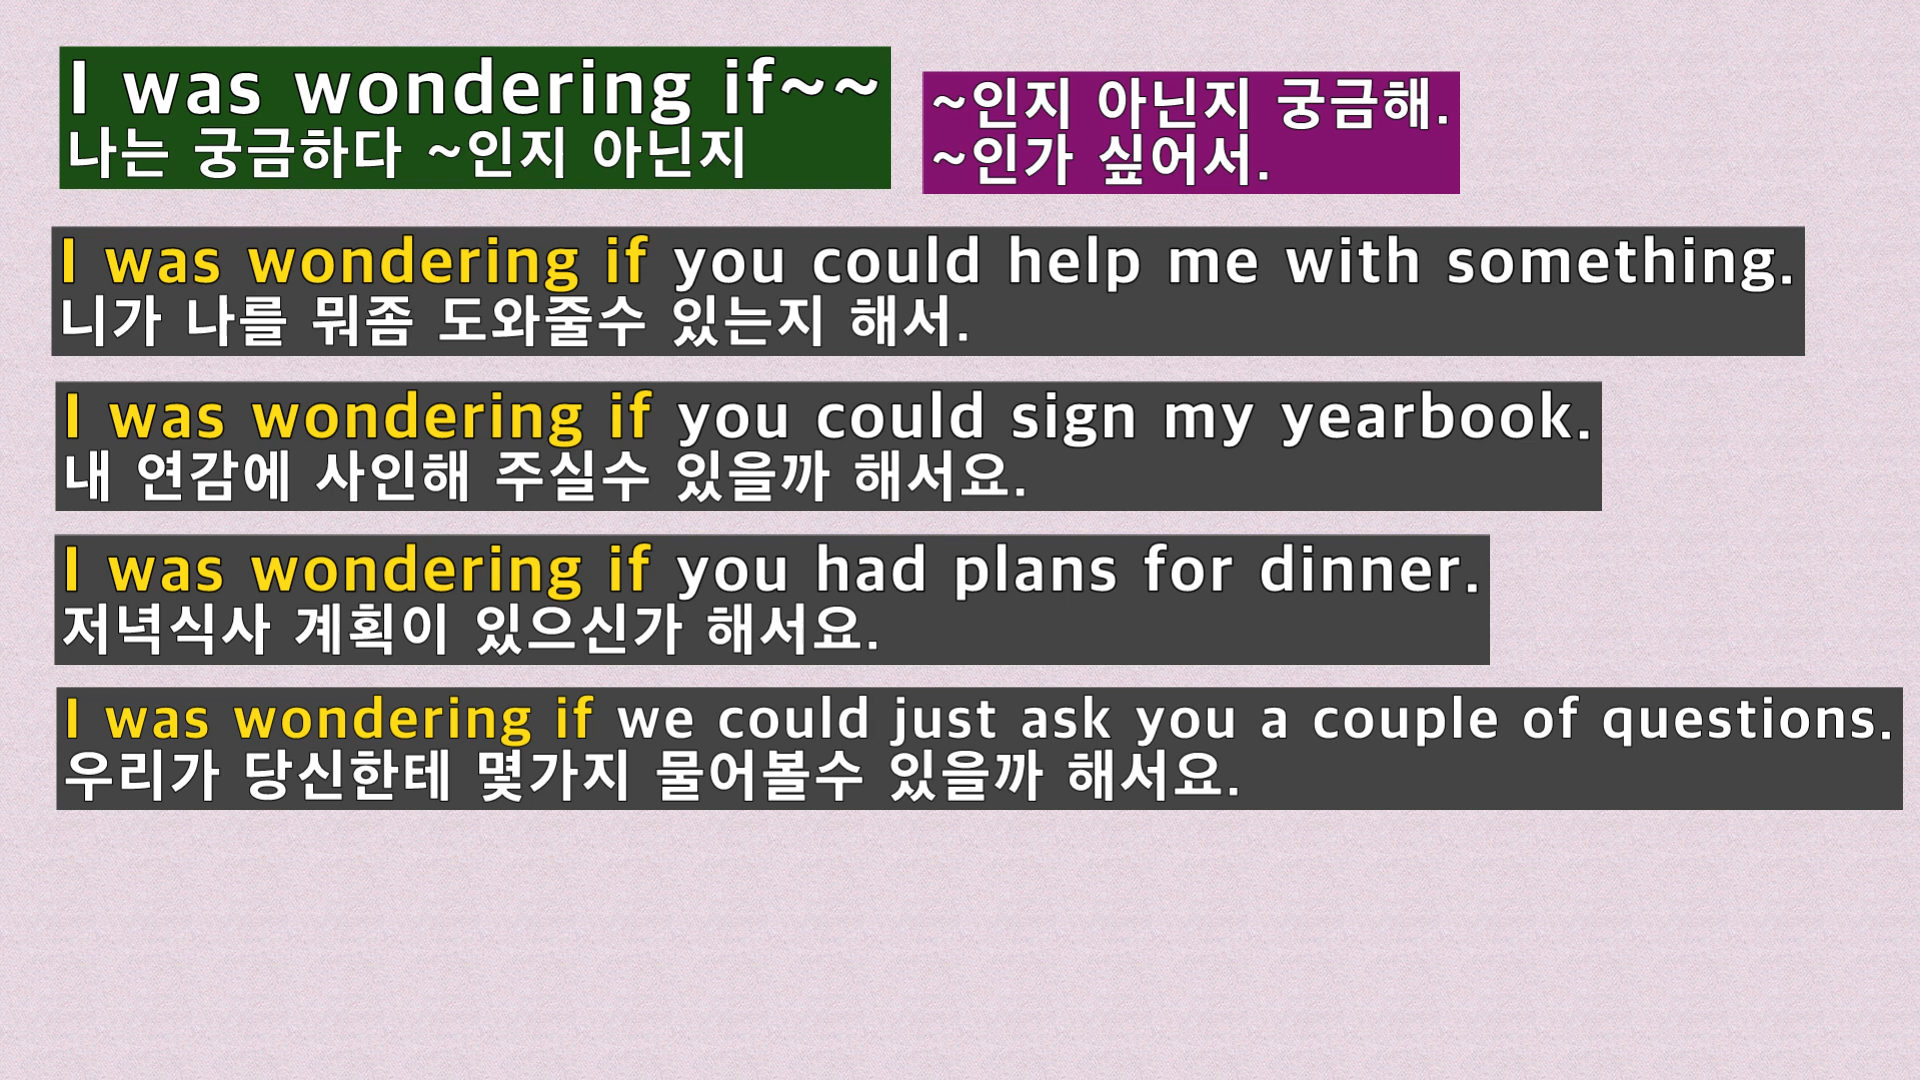 I was wondering if~~
나는 궁금하다 ~인지 아닌지
~인지 아닌지 궁금해.
~인가 싶어서.
I was wondering if you could help me with something.
니가 나를 뭐좀 도와줄수 있는지 해서.
I was wondering if you could sign my yearbook.
내 연감에 사인해 주실수 있을까 해서요.
I was wondering if you had plans for dinner.
저녁식사 계획이 있으신가 해서요.
I was wondering if we could just ask you a couple of questions.
우리가 당신한테 몇가지 물어볼수 있을까 해서요.